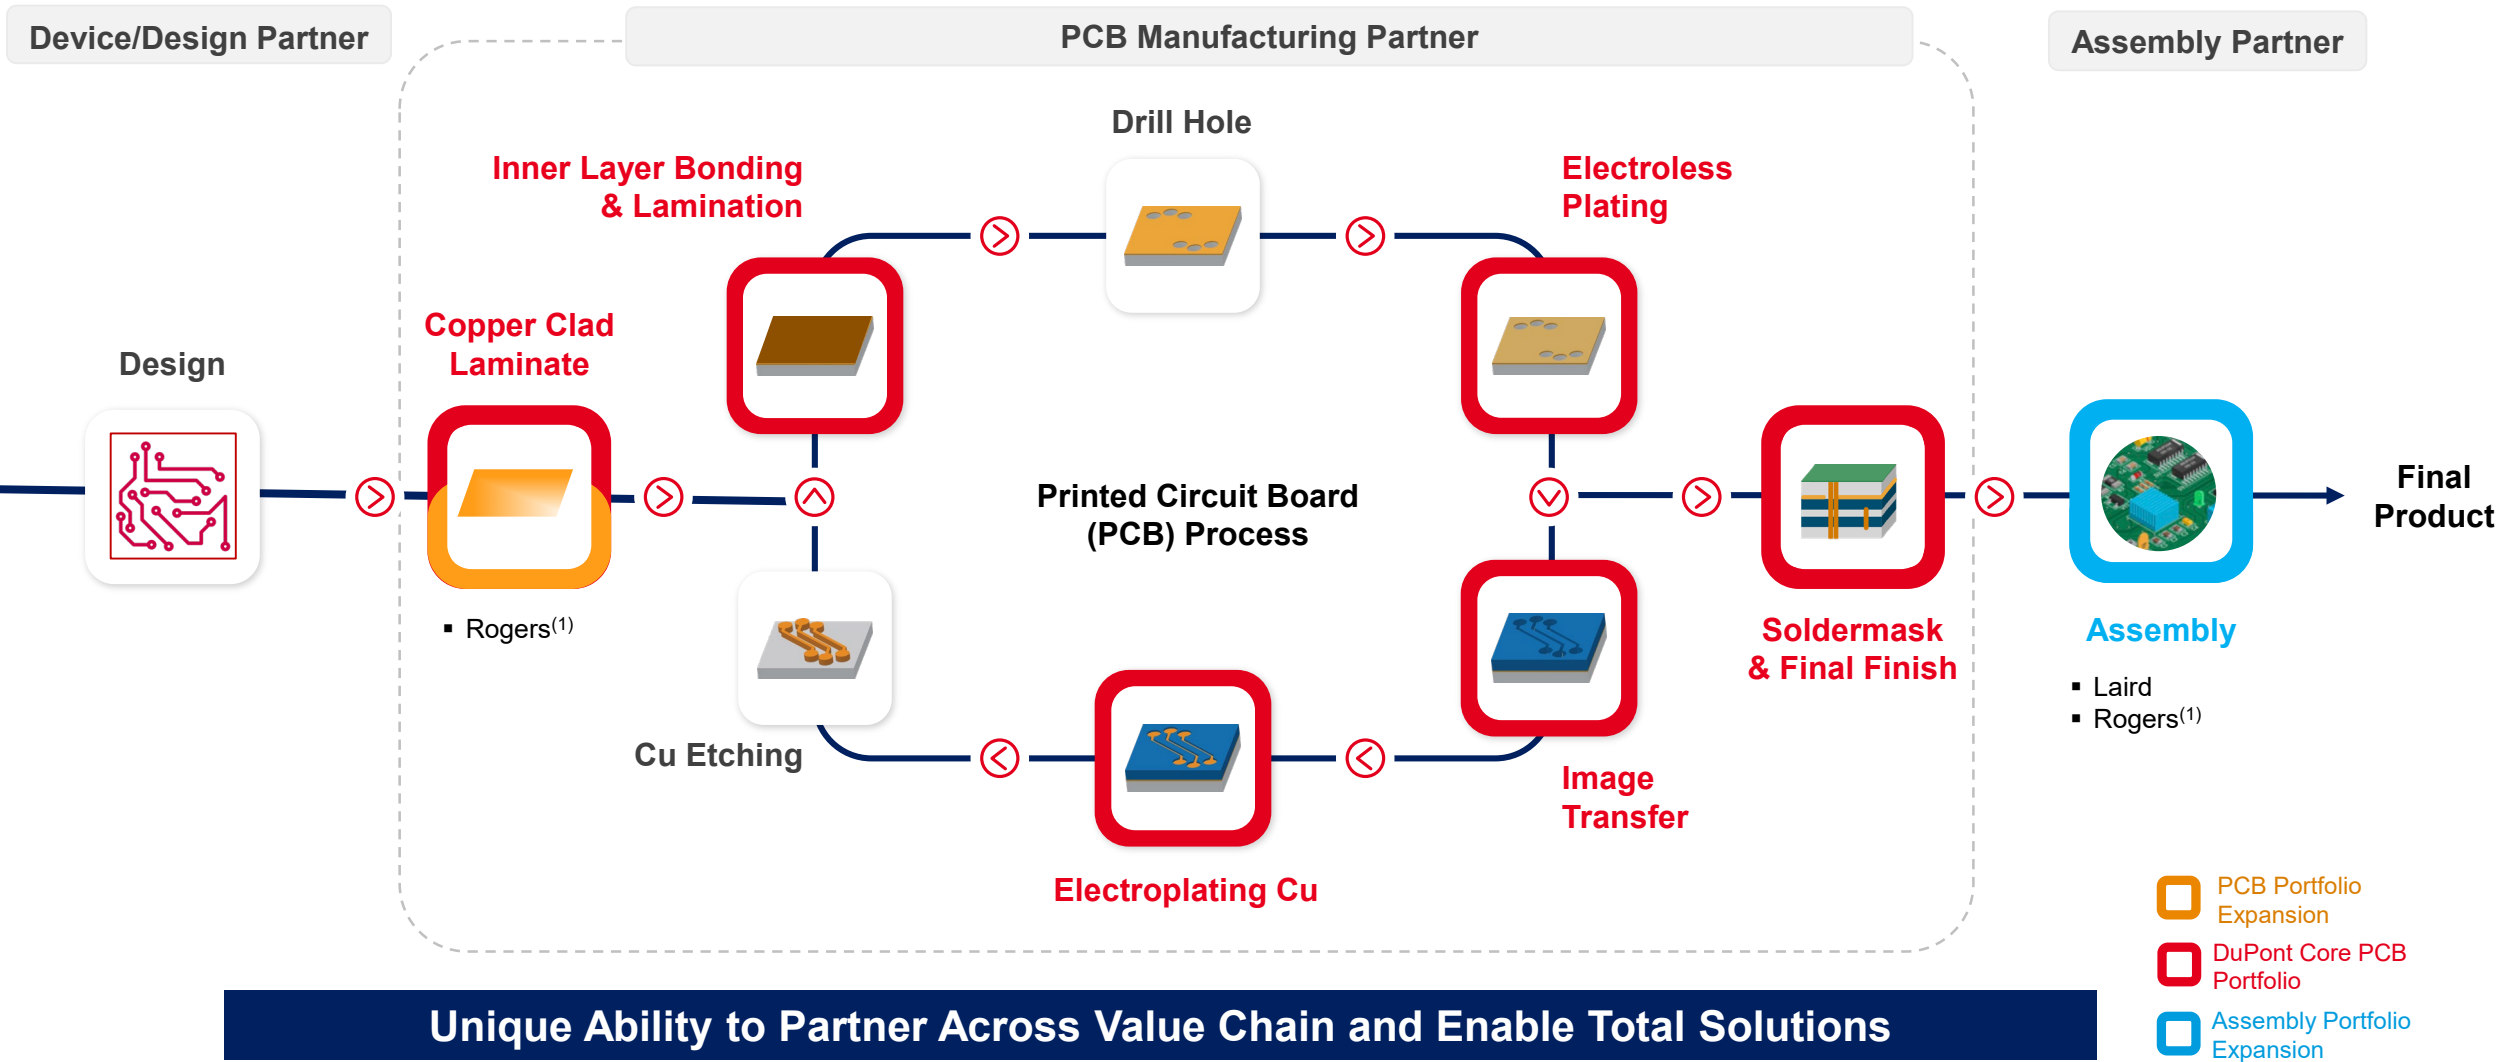 Device/Design Partner
PCB Manufacturing Partner
Assembly Partner
Drill Hole
Inner Layer Bonding
& Lamination
Electroless
Plating
Copper Clad
Laminate
Design
Printed Circuit Board
(PCB) Process
Final
Product
▪ Rogers(1)
Soldermask
& Final Finish
Assembly
▪ Laird
▪ Rogers(1)
Cu Etching
Image
Transfer
Electroplating Cu
PCB Portfolio
Expansion
DuPont Core PCB
Portfolio
Assembly Portfolio
Expansion
Unique Ability to Partner Across Value Chain and Enable Total Solutions